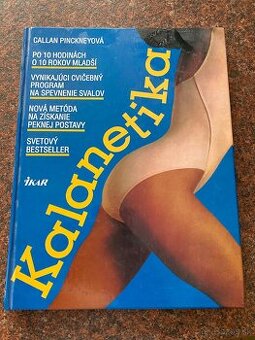 CALLAN PINCKNEYOVÁ
PO 10 HODINÁCH
O 10 ROKOV MLADŠÍ
VYNIKAJÚCI CVIČEBNÝ
PROGRAM
NA SPEVNENIE SVALOV
NOVÁ METÓDA
NA ZÍSKANIE
PEKNEJ POSTAVY
SVETOVÝ
BESTSELLER
IKAR
Kalanetika